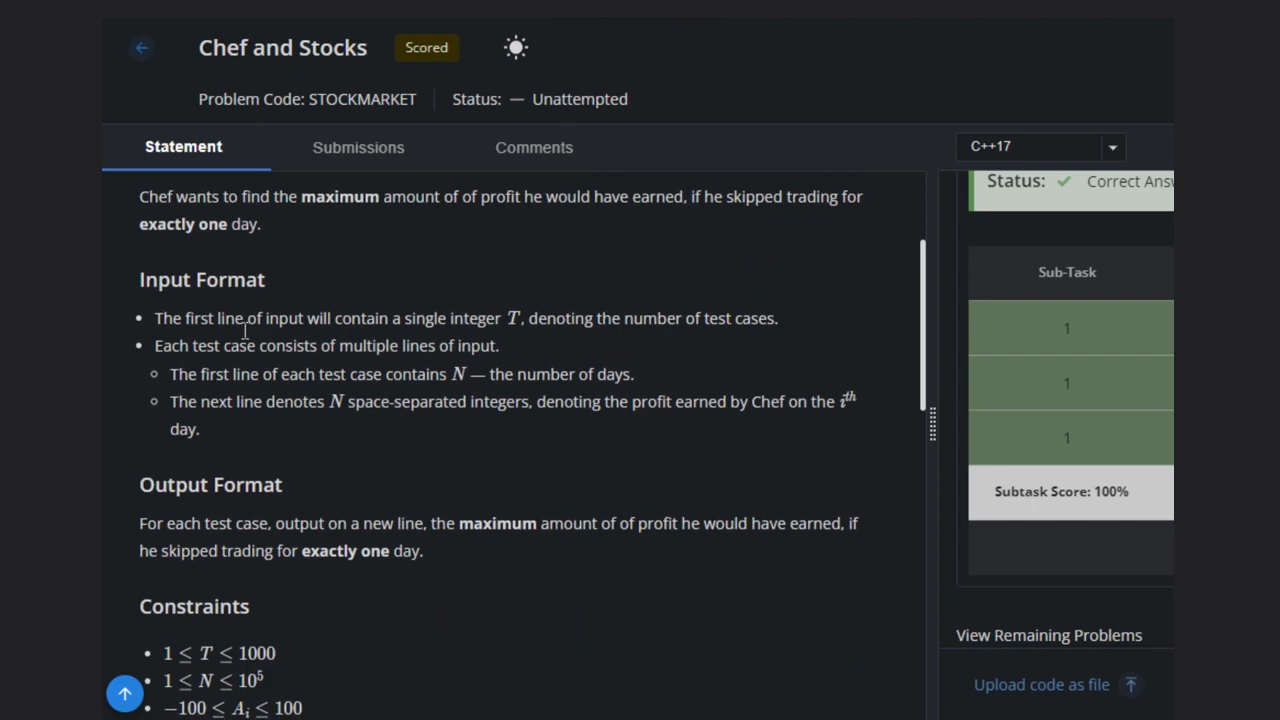 Chef and Stocks Scored
Problem Code: STOCKMARKET Status: — Unattempted
Statement Submissions Comments C++17
Chef wants to find the maximum amount of of profit he would have earned, if he skipped trading for
exactly one day.
Status: ✓ Correct
Input Format
Sub-Task
The first line of input will contain a single integer T, denoting the number of test cases.
Each test case consists of multiple lines of input.
The first line of each test case contains N — the number of days.
The next line denotes N space-separated integers, denoting the profit earned by Chef on the i^th
day.
1
1
1
Subtask Score: 100%
Output Format
For each test case, output on a new line, the maximum amount of of profit he would have earned, if
he skipped trading for exactly one day.
Constraints
1 ≤ T ≤ 1000
1 ≤ N ≤ 10^5
−100 ≤ A_i ≤ 100
View Remaining Problems
Upload code as file